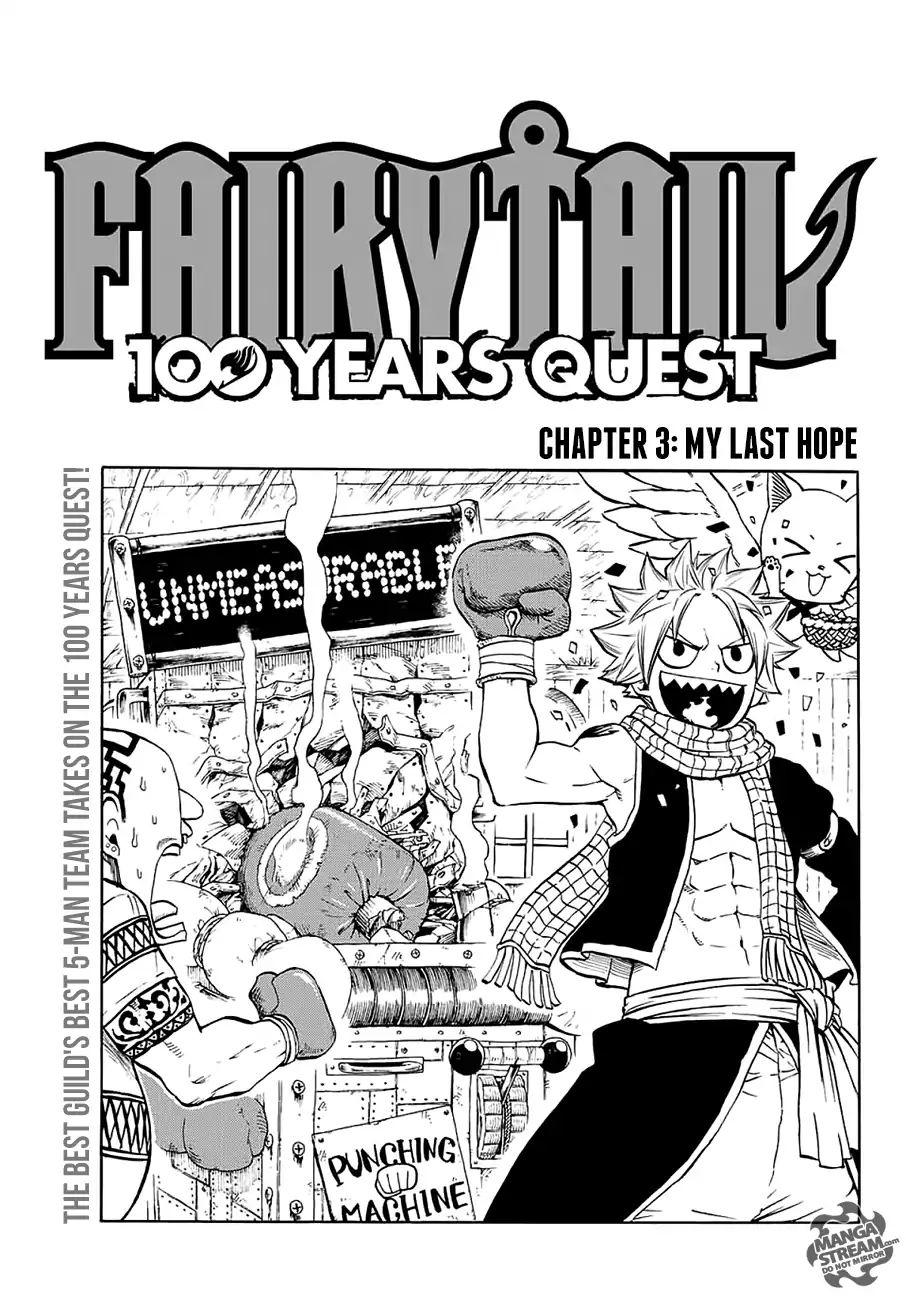 FAIRY TAIL
100 YEARS QUEST
CHAPTER 3: MY LAST HOPE
THE BEST GUILD'S BEST 5-MAN TEAM TAKES ON THE 100 YEARS QUEST!
UNMEASURABLE
PUNCHING
MACHINE
MANGA
STREAM.com
DO NOT MIRROR